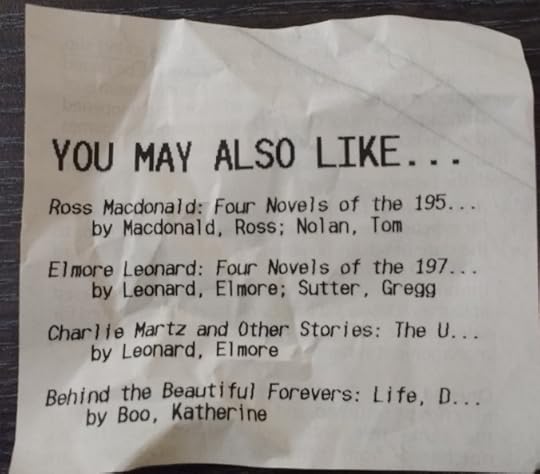 YOU MAY ALSO LIKE...
Ross Macdonald: Four Novels of the 195...
by Macdonald, Ross; Nolan, Tom
Elmore Leonard: Four Novels of the 197...
by Leonard, Elmore; Sutter, Gregg
Charlie Martz and Other Stories: The U...
by Leonard, Elmore
Behind the Beautiful Forevers: Life, D...
by Boo, Katherine